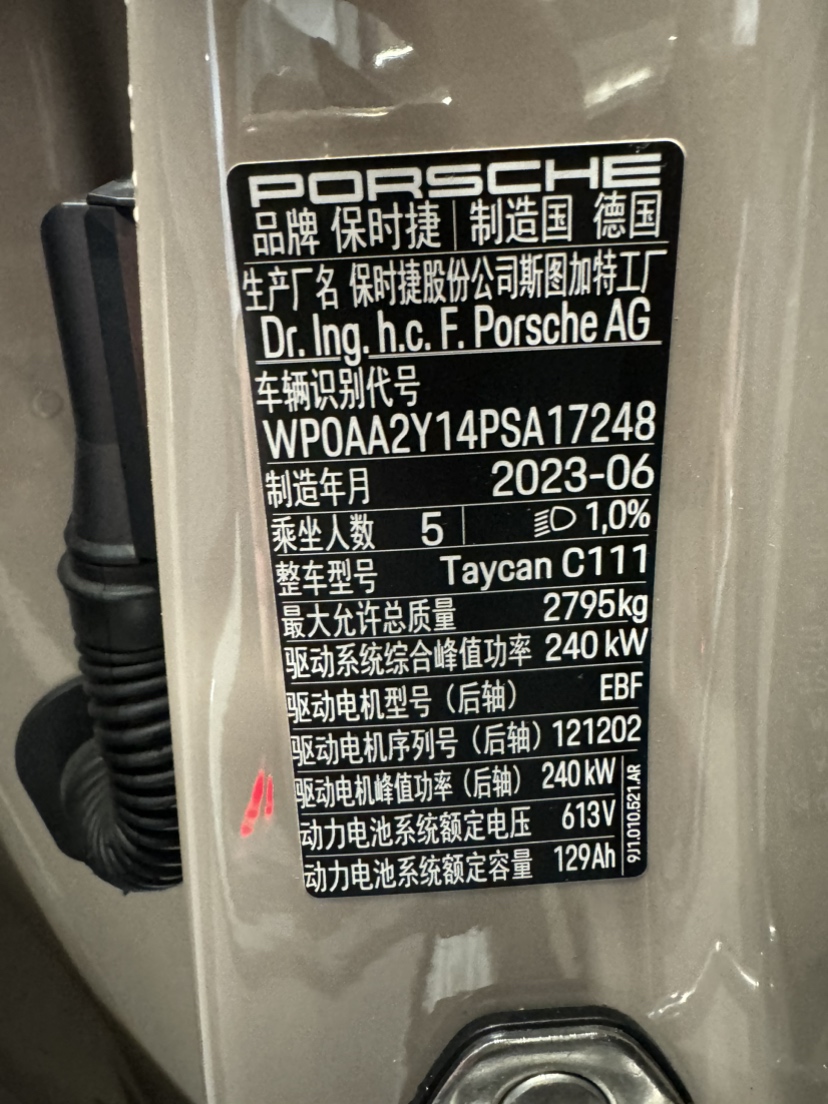 PORSCHE
品牌 保时捷 制造国 德国
生产厂名 保时捷股份公司斯图加特工厂
Dr. Ing. h.c. F. Porsche AG
车辆识别代号
WP0AA2Y14PSA17248
制造年月 2023-06
乘坐人数 5 1,0%
整车型号 Taycan C111
最大允许总质量 2795kg
驱动系统综合峰值功率 240 kW
驱动电机型号（后轴） EBF
驱动电机序列号（后轴） 121202
驱动电机峰值功率（后轴） 240 kW
动力电池系统额定电压 613V
动力电池系统额定容量 129Ah
9J1.010.521.AR